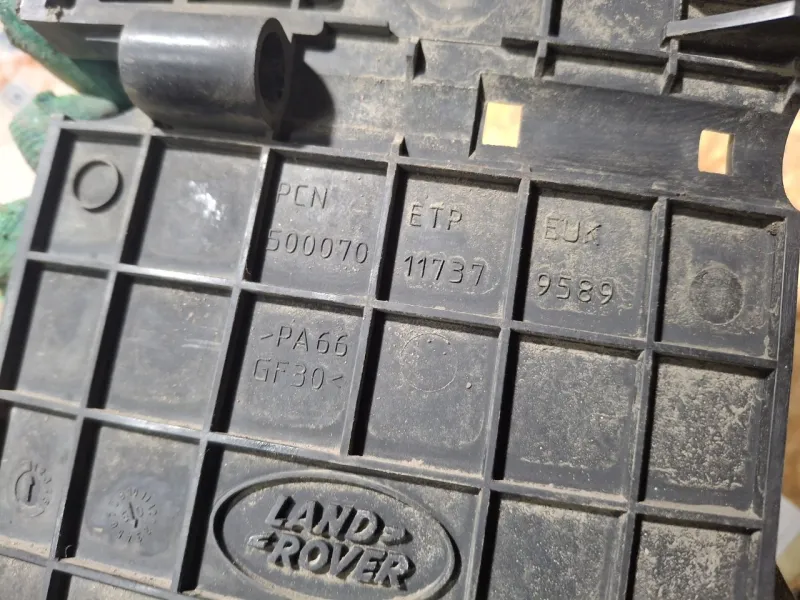 PCN
500070
ETP
11737
EUK
9589
>PA66
GF30<
LAND
ROVER